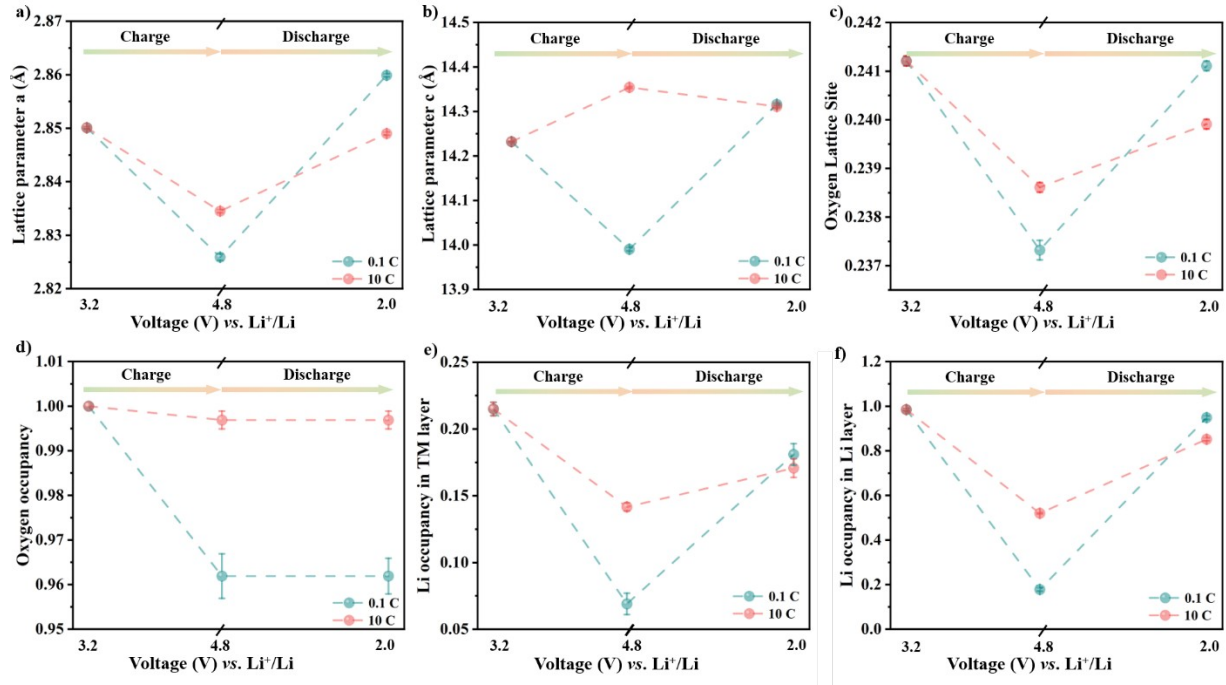 a)
2.87
2.86
2.85
2.84
2.83
2.82
Lattice parameter a (Å)
Charge
Discharge
0.1 C
10 C
3.2
4.8
2.0
Voltage (V) vs. Li⁺/Li
b)
14.5
14.4
14.3
14.2
14.1
14.0
13.9
Lattice parameter c (Å)
Charge
Discharge
0.1 C
10 C
3.2
4.8
2.0
Voltage (V) vs. Li⁺/Li
c)
0.242
0.241
0.240
0.239
0.238
0.237
Oxygen Lattice Site
Charge
Discharge
0.1 C
10 C
3.2
4.8
2.0
Voltage (V) vs. Li⁺/Li
d)
1.01
1.00
0.99
0.98
0.97
0.96
0.95
Oxygen occupancy
Charge
Discharge
0.1 C
10 C
3.2
4.8
2.0
Voltage (V) vs. Li⁺/Li
e)
0.25
0.20
0.15
0.10
0.05
Li occupancy in TM layer
Charge
Discharge
0.1 C
10 C
3.2
4.8
2.0
Voltage (V) vs. Li⁺/Li
f)
1.2
1.0
0.8
0.6
0.4
0.2
0.0
Li occupancy in Li layer
Charge
Discharge
0.1 C
10 C
3.2
4.8
2.0
Voltage (V) vs. Li⁺/Li